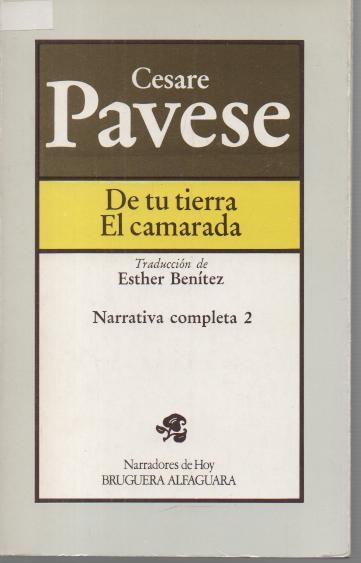 Cesare
Pavese
De tu tierra
El camarada
Traducción de
Esther Benítez
Narrativa completa 2
Narradores de Hoy
BRUGUERA ALFAGUARA